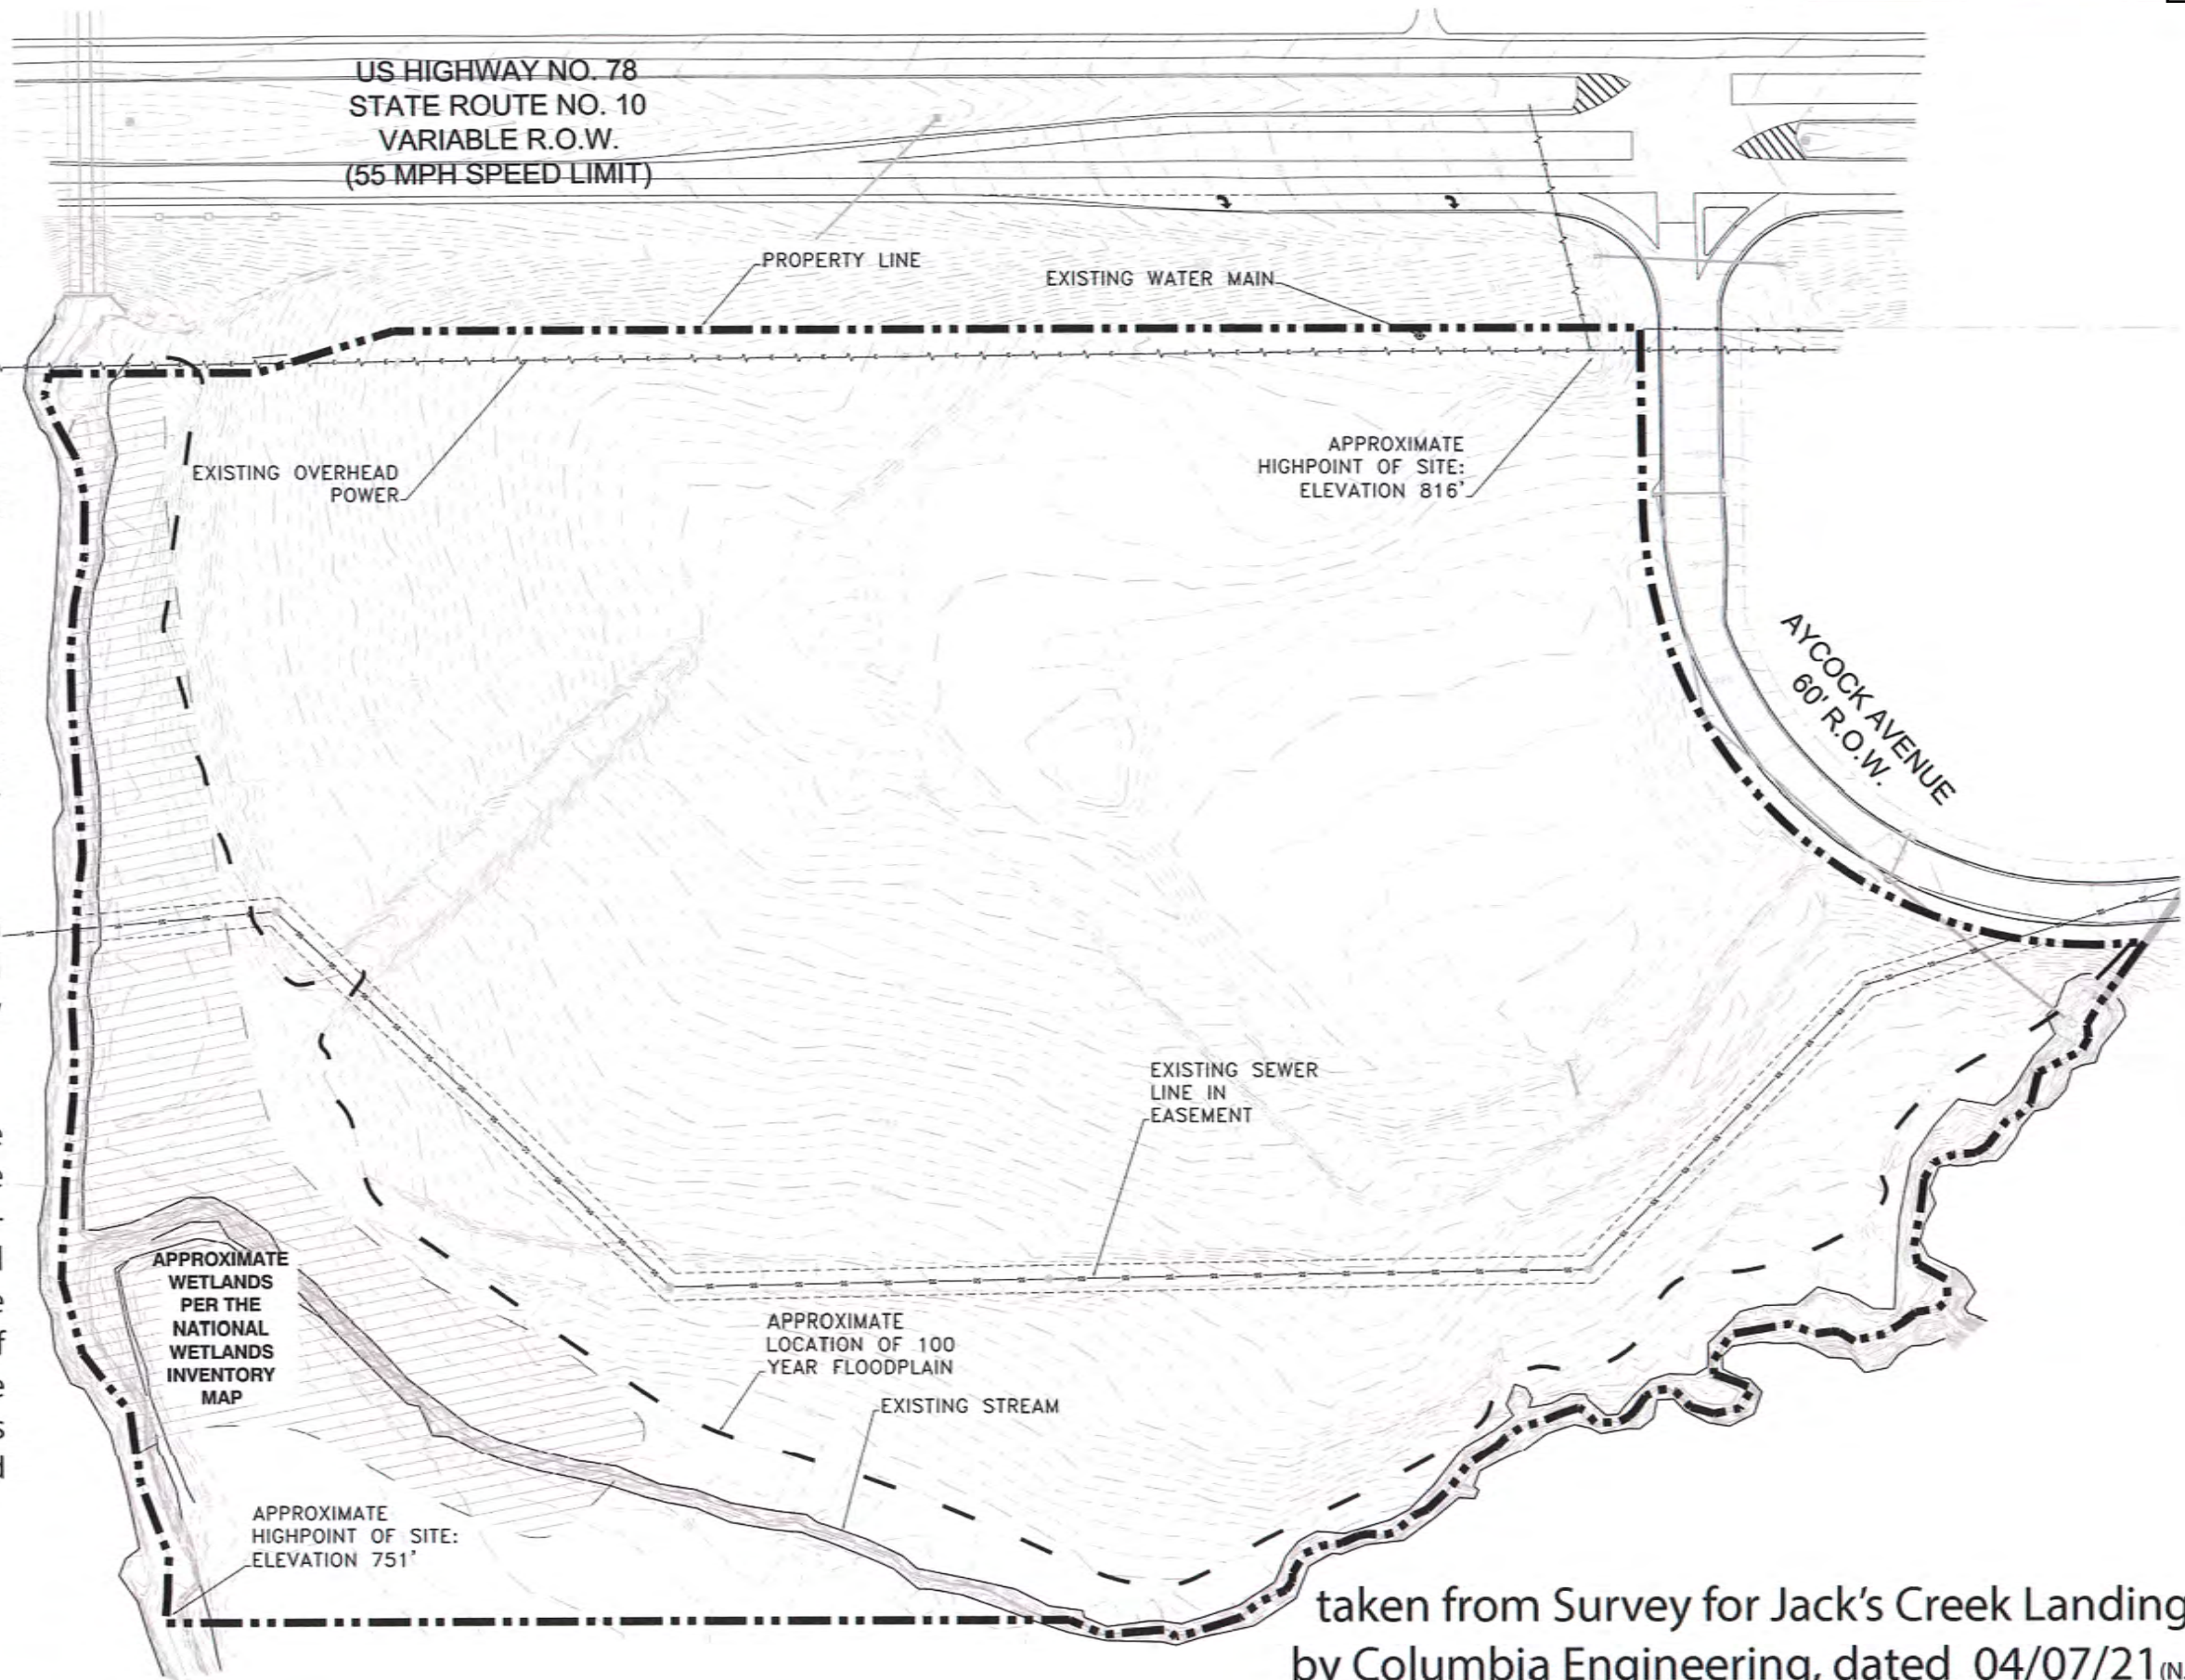 US HIGHWAY NO. 78
STATE ROUTE NO. 10
VARIABLE R.O.W.
(55 MPH SPEED LIMIT)
PROPERTY LINE
EXISTING WATER MAIN
EXISTING OVERHEAD
POWER
APPROXIMATE
HIGHPOINT OF SITE:
ELEVATION 816'
AYCOCK AVENUE
60' R.O.W.
EXISTING SEWER
LINE IN
EASEMENT
APPROXIMATE
WETLANDS
PER THE
NATIONAL
WETLANDS
INVENTORY
MAP
APPROXIMATE
LOCATION OF 100
YEAR FLOODPLAIN
EXISTING STREAM
APPROXIMATE
HIGHPOINT OF SITE:
ELEVATION 751'
taken from Survey for Jack's Creek Landing
by Columbia Engineering, dated 04/07/21